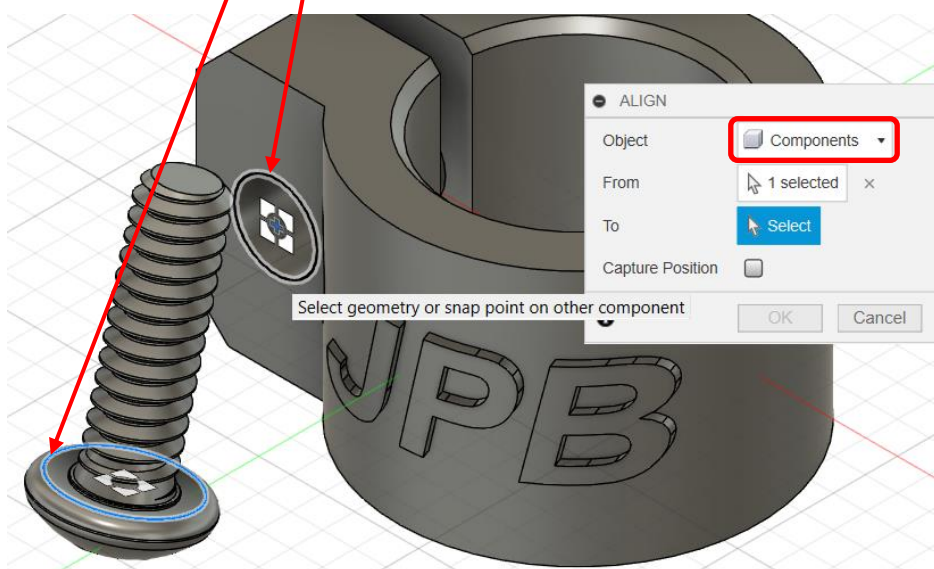 ALIGN
Object Components
From 1 selected
To Select
Capture Position
Select geometry or snap point on other component
OK Cancel
JPB